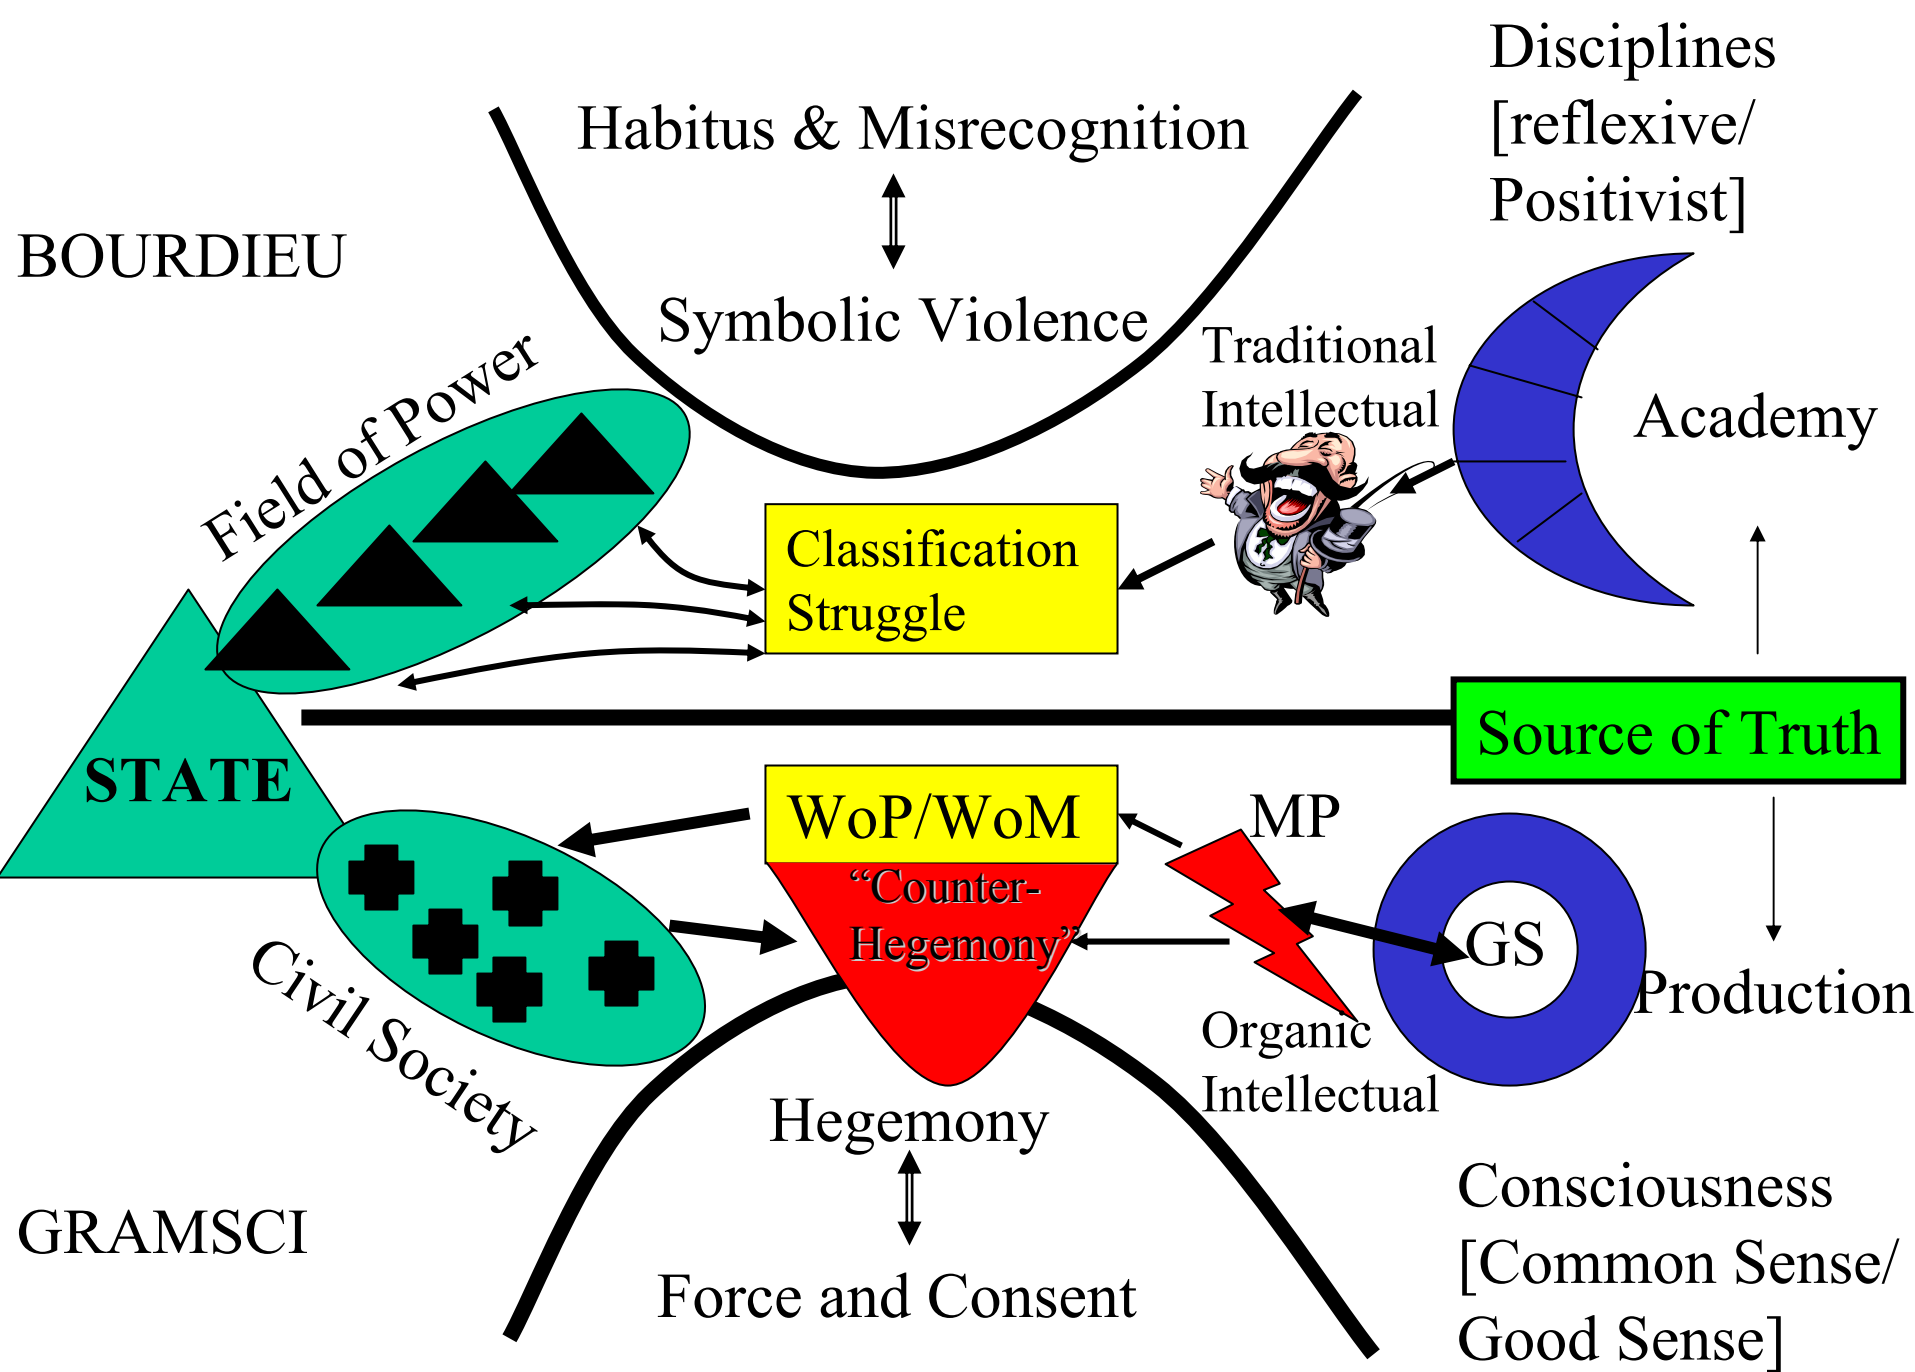 Disciplines
[reflexive/
Positivist]
Habitus & Misrecognition
BOURDIEU
Symbolic Violence
Traditional
Intellectual
Field of Power
Academy
Classification
Struggle
Source of Truth
STATE
WoP/WoM
MP
“Counter-
Hegemony”
GS
Production
Civil Society
Organic
Intellectual
Hegemony
GRAMSCI
Force and Consent
Consciousness
[Common Sense/
Good Sense]